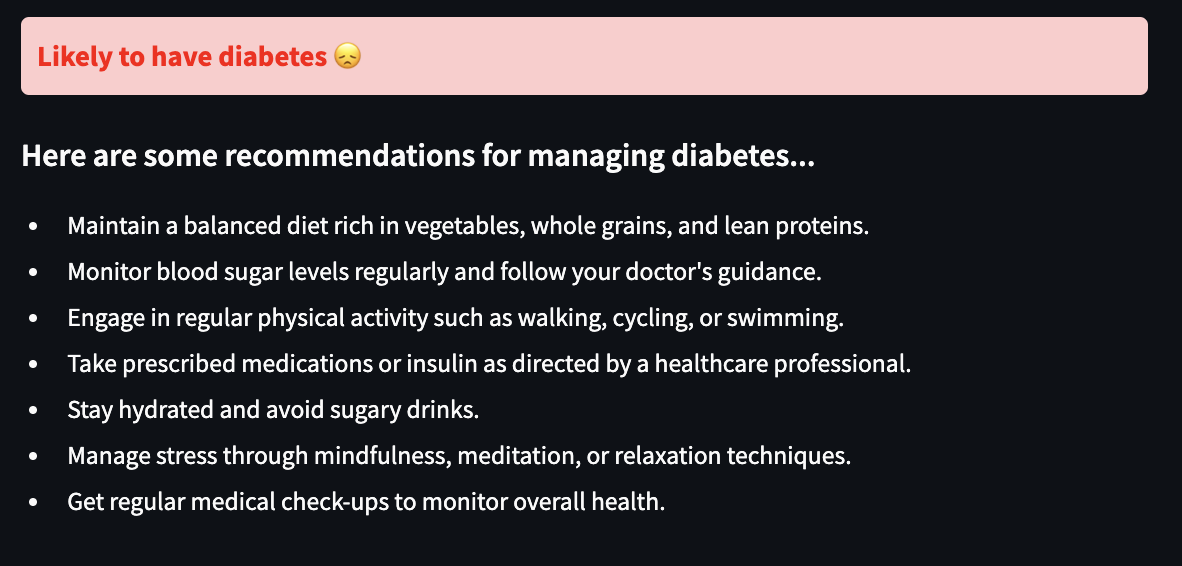 Likely to have diabetes 😞
Here are some recommendations for managing diabetes...
• Maintain a balanced diet rich in vegetables, whole grains, and lean proteins.
• Monitor blood sugar levels regularly and follow your doctor's guidance.
• Engage in regular physical activity such as walking, cycling, or swimming.
• Take prescribed medications or insulin as directed by a healthcare professional.
• Stay hydrated and avoid sugary drinks.
• Manage stress through mindfulness, meditation, or relaxation techniques.
• Get regular medical check-ups to monitor overall health.